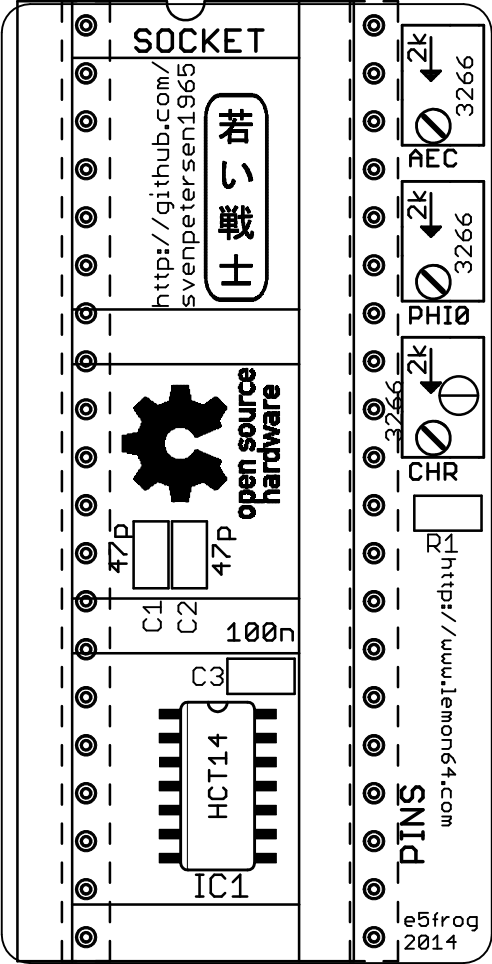 SOCKET
http://github.com/
svenpetersen1965
若い戦士
2k
3266
AEC
2k
3266
PHI0
2k
3266
CHR
open source
hardware
47P
47P
C1
C2
R1
http://www.lemon64.com
100n
C3
HCT14
IC1
PINS
e5frog
2014